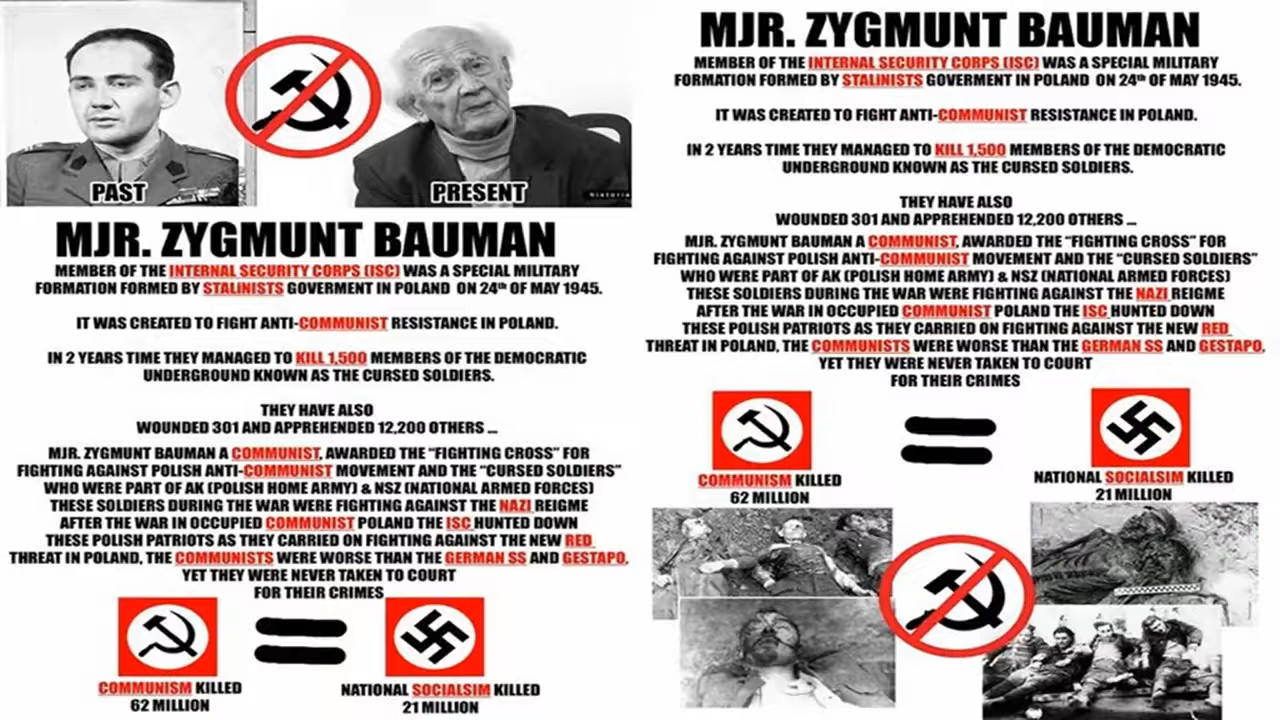 PAST
PRESENT
historia
MJR. ZYGMUNT BAUMAN
MEMBER OF THE INTERNAL SECURITY CORPS (ISC) WAS A SPECIAL MILITARY
FORMATION FORMED BY STALINISTS GOVERMENT IN POLAND ON 24th OF MAY 1945.
IT WAS CREATED TO FIGHT ANTI-COMMUNIST RESISTANCE IN POLAND.
IN 2 YEARS TIME THEY MANAGED TO KILL 1,500 MEMBERS OF THE DEMOCRATIC
UNDERGROUND KNOWN AS THE CURSED SOLDIERS.
THEY HAVE ALSO
WOUNDED 301 AND APPREHENDED 12,200 OTHERS ...
MJR. ZYGMUNT BAUMAN A COMMUNIST, AWARDED THE “FIGHTING CROSS” FOR
FIGHTING AGAINST POLISH ANTI-COMMUNIST MOVEMENT AND THE “CURSED SOLDIERS”
WHO WERE PART OF AK (POLISH HOME ARMY) & NSZ (NATIONAL ARMED FORCES)
THESE SOLDIERS DURING THE WAR WERE FIGHTING AGAINST THE NAZI REIGME
AFTER THE WAR IN OCCUPIED COMMUNIST POLAND THE ISC HUNTED DOWN
THESE POLISH PATRIOTS AS THEY CARRIED ON FIGHTING AGAINST THE NEW RED
THREAT IN POLAND, THE COMMUNISTS WERE WORSE THAN THE GERMAN SS AND GESTAPO,
YET THEY WERE NEVER TAKEN TO COURT
FOR THEIR CRIMES
COMMUNISM KILLED
62 MILLION
NATIONAL SOCIALSIM KILLED
21 MILLION
MJR. ZYGMUNT BAUMAN
MEMBER OF THE INTERNAL SECURITY CORPS (ISC) WAS A SPECIAL MILITARY
FORMATION FORMED BY STALINISTS GOVERMENT IN POLAND ON 24th OF MAY 1945.
IT WAS CREATED TO FIGHT ANTI-COMMUNIST RESISTANCE IN POLAND.
IN 2 YEARS TIME THEY MANAGED TO KILL 1,500 MEMBERS OF THE DEMOCRATIC
UNDERGROUND KNOWN AS THE CURSED SOLDIERS.
THEY HAVE ALSO
WOUNDED 301 AND APPREHENDED 12,200 OTHERS ...
MJR. ZYGMUNT BAUMAN A COMMUNIST, AWARDED THE “FIGHTING CROSS” FOR
FIGHTING AGAINST POLISH ANTI-COMMUNIST MOVEMENT AND THE “CURSED SOLDIERS”
WHO WERE PART OF AK (POLISH HOME ARMY) & NSZ (NATIONAL ARMED FORCES)
THESE SOLDIERS DURING THE WAR WERE FIGHTING AGAINST THE NAZI REIGME
AFTER THE WAR IN OCCUPIED COMMUNIST POLAND THE ISC HUNTED DOWN
THESE POLISH PATRIOTS AS THEY CARRIED ON FIGHTING AGAINST THE NEW RED
THREAT IN POLAND, THE COMMUNISTS WERE WORSE THAN THE GERMAN SS AND GESTAPO,
YET THEY WERE NEVER TAKEN TO COURT
FOR THEIR CRIMES
COMMUNISM KILLED
62 MILLION
NATIONAL SOCIALSIM KILLED
21 MILLION